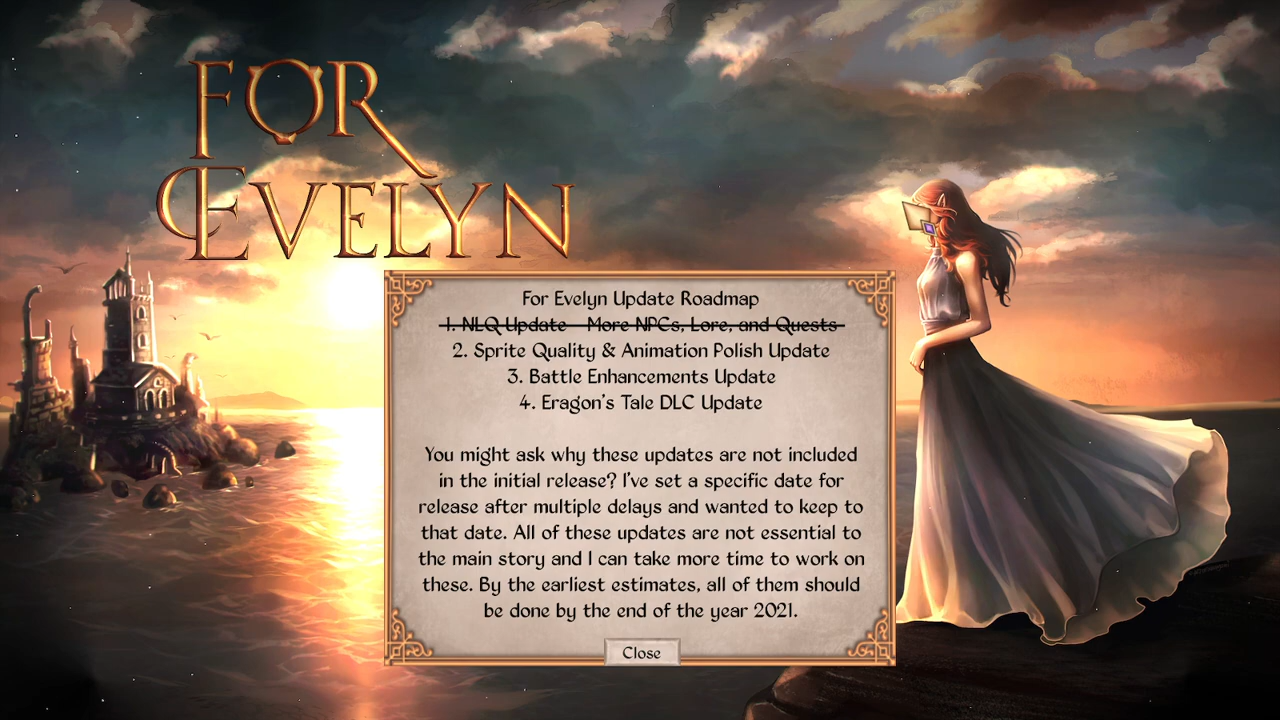 FOR
EVELYN
For Evelyn Update Roadmap
1. NLQ Update - More NPCs, Lore, and Quests
2. Sprite Quality & Animation Polish Update
3. Battle Enhancements Update
4. Eragon's Tale DLC Update
You might ask why these updates are not included
in the initial release? I've set a specific date for
release after multiple delays and wanted to keep to
that date. All of these updates are not essential to
the main story and I can take more time to work on
these. By the earliest estimates, all of them should
be done by the end of the year 2021.
Close